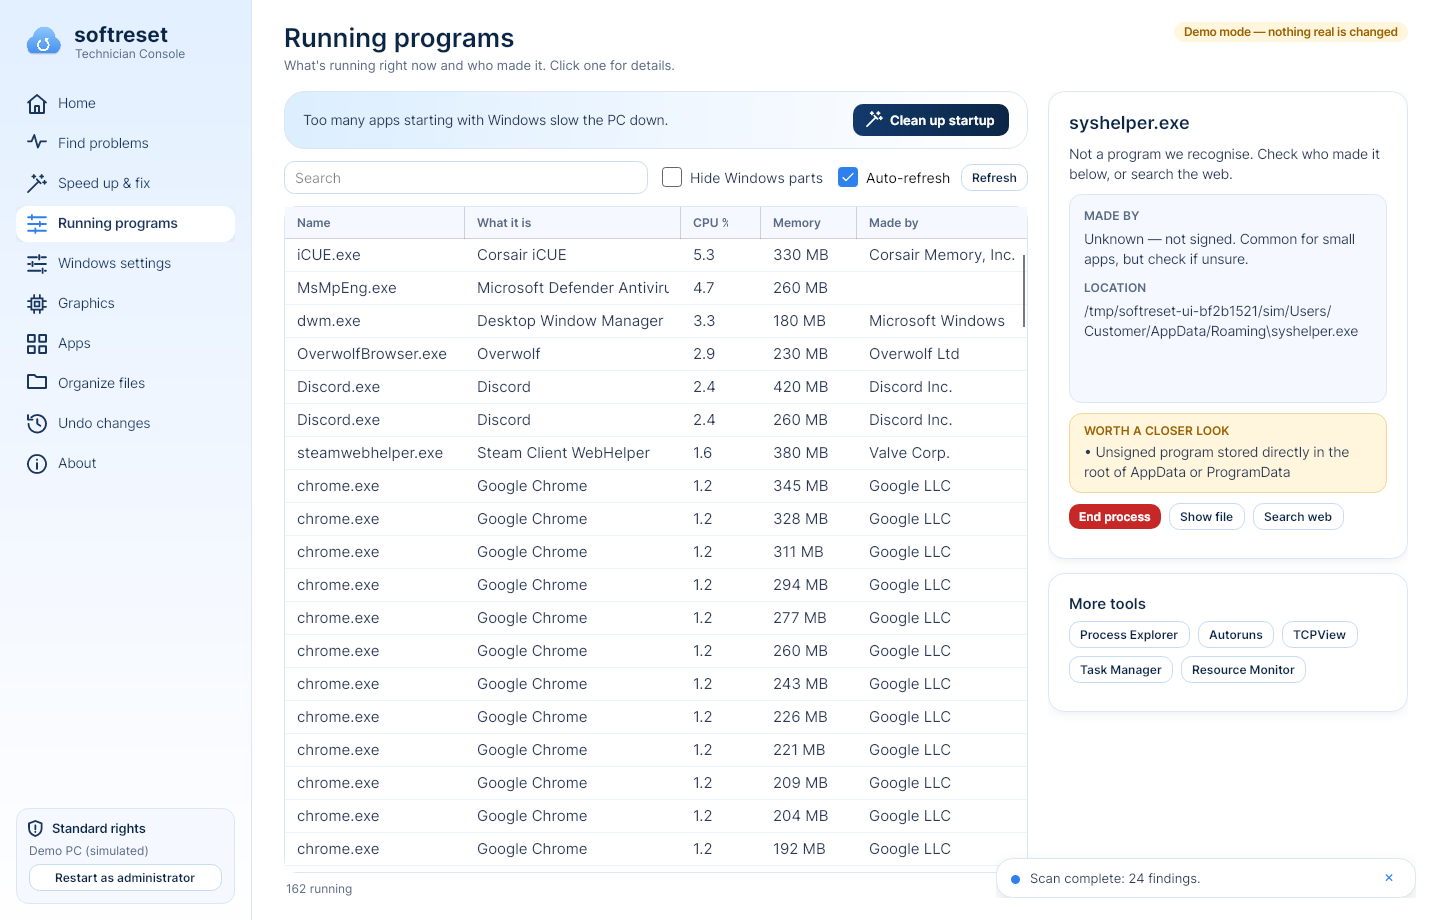 softreset
Technician Console
Home
Find problems
Speed up & fix
Running programs
Windows settings
Graphics
Apps
Organize files
Undo changes
About
Standard rights
Demo PC (simulated)
Restart as administrator
Running programs
What's running right now and who made it. Click one for details.
Demo mode — nothing real is changed
Too many apps starting with Windows slow the PC down.
Clean up startup
Search
Hide Windows parts
Auto-refresh
Refresh
Name What it is CPU % Memory Made by
iCUE.exe Corsair iCUE 5.3 330 MB Corsair Memory, Inc.
MsMpEng.exe Microsoft Defender Antiviru 4.7 260 MB
dwm.exe Desktop Window Manager 3.3 180 MB Microsoft Windows
OverwolfBrowser.exe Overwolf 2.9 230 MB Overwolf Ltd
Discord.exe Discord 2.4 420 MB Discord Inc.
Discord.exe Discord 2.4 260 MB Discord Inc.
steamwebhelper.exe Steam Client WebHelper 1.6 380 MB Valve Corp.
chrome.exe Google Chrome 1.2 345 MB Google LLC
chrome.exe Google Chrome 1.2 328 MB Google LLC
chrome.exe Google Chrome 1.2 311 MB Google LLC
chrome.exe Google Chrome 1.2 294 MB Google LLC
chrome.exe Google Chrome 1.2 277 MB Google LLC
chrome.exe Google Chrome 1.2 260 MB Google LLC
chrome.exe Google Chrome 1.2 243 MB Google LLC
chrome.exe Google Chrome 1.2 226 MB Google LLC
chrome.exe Google Chrome 1.2 221 MB Google LLC
chrome.exe Google Chrome 1.2 209 MB Google LLC
chrome.exe Google Chrome 1.2 204 MB Google LLC
chrome.exe Google Chrome 1.2 192 MB Google LLC
162 running
syshelper.exe
Not a program we recognise. Check who made it
below, or search the web.
MADE BY
Unknown — not signed. Common for small
apps, but check if unsure.
LOCATION
/tmp/softreset-ui-bf2b1521/sim/Users/
Customer/AppData/Roaming\syshelper.exe
WORTH A CLOSER LOOK
• Unsigned program stored directly in the
root of AppData or ProgramData
End process
Show file
Search web
More tools
Process Explorer
Autoruns
TCPView
Task Manager
Resource Monitor
Scan complete: 24 findings.